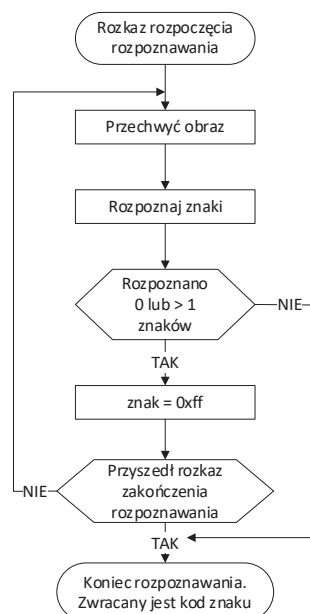 Rozkaz rozpoczęcia
rozpoznawania
Przechwyć obraz
Rozpoznaj znaki
Rozpoznano
0 lub > 1
znaków
NIE
TAK
znak = 0xff
Przyszedł rozkaz
zakończenia
rozpoznawania
NIE
TAK
Koniec rozpoznawania.
Zwracany jest kod znaku